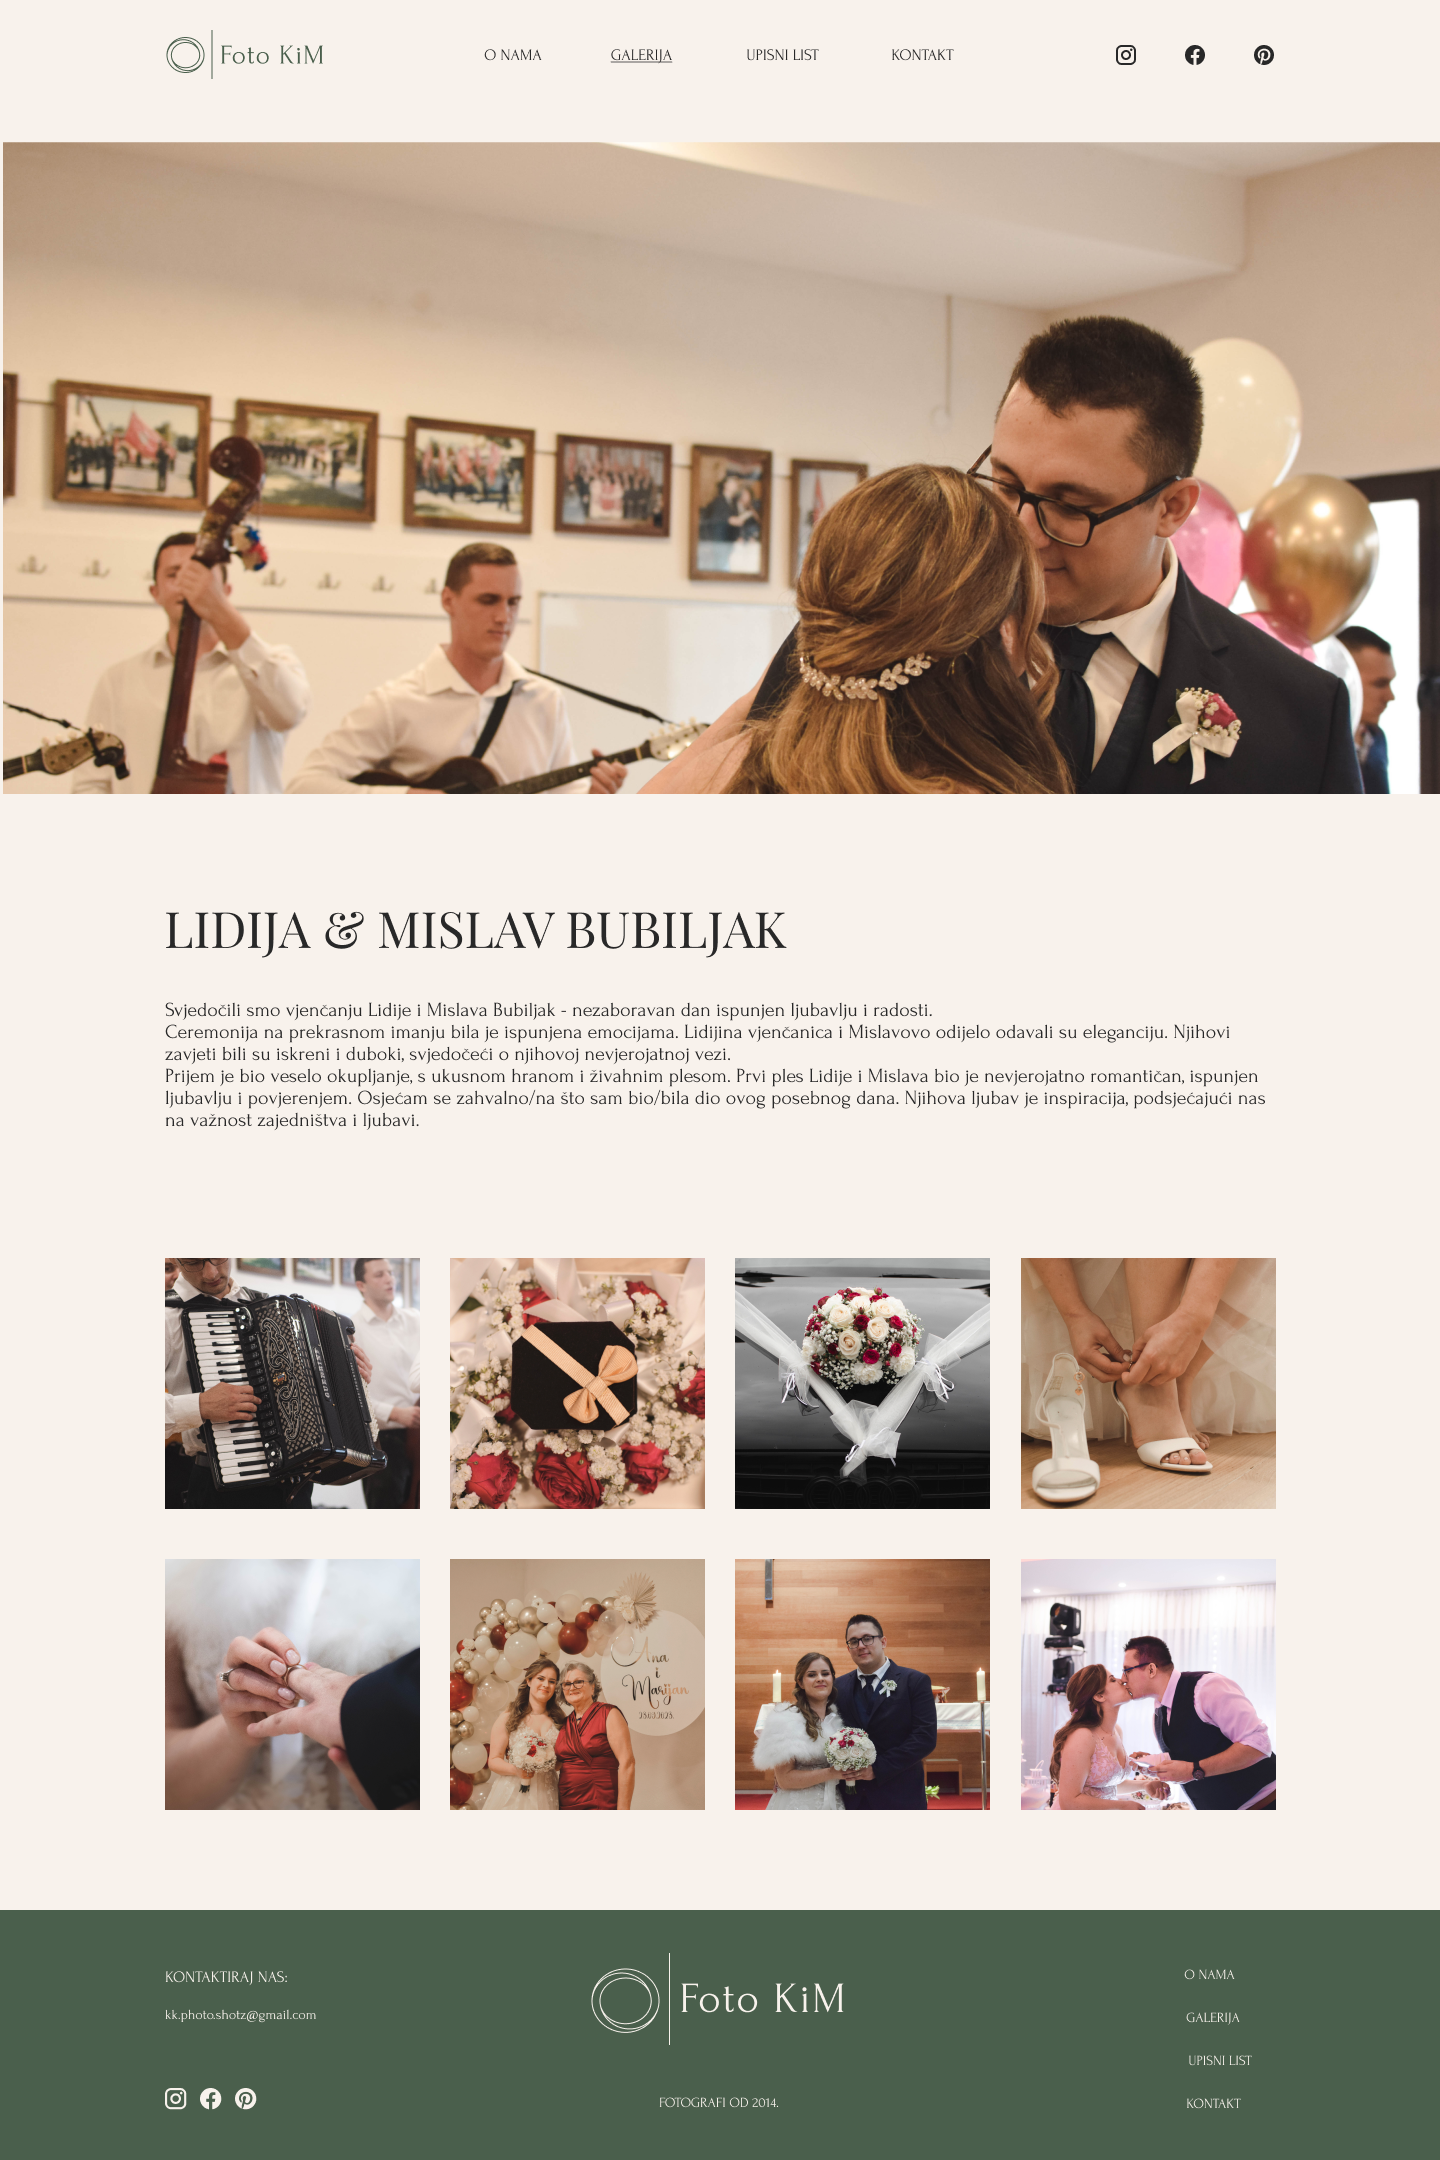 Foto KiM
O NAMA
GALERIJA
UPISNI LIST
KONTAKT
LIDIJA & MISLAV BUBILJAK
Svjedočili smo vjenčanju Lidije i Mislava Bubiljak - nezaboravan dan ispunjen ljubavlju i radosti.
Ceremonija na prekrasnom imanju bila je ispunjena emocijama. Lidijina vjenčanica i Mislavovo odijelo odavali su eleganciju. Njihovi
zavjeti bili su iskreni i duboki, svjedočeći o njihovoj nevjerojatnoj vezi.
Prijem je bio veselo okupljanje, s ukusnom hranom i živahnim plesom. Prvi ples Lidije i Mislava bio je nevjerojatno romantičan, ispunjen
ljubavlju i povjerenjem. Osjećam se zahvalno/na što sam bio/bila dio ovog posebnog dana. Njihova ljubav je inspiracija, podsjećajući nas
na važnost zajedništva i ljubavi.
Ana
i
Marijan
KONTAKTIRAJ NAS:
kk.photo.shotz@gmail.com
Foto KiM
FOTOGRAFI OD 2014.
O NAMA
GALERIJA
UPISNI LIST
KONTAKT